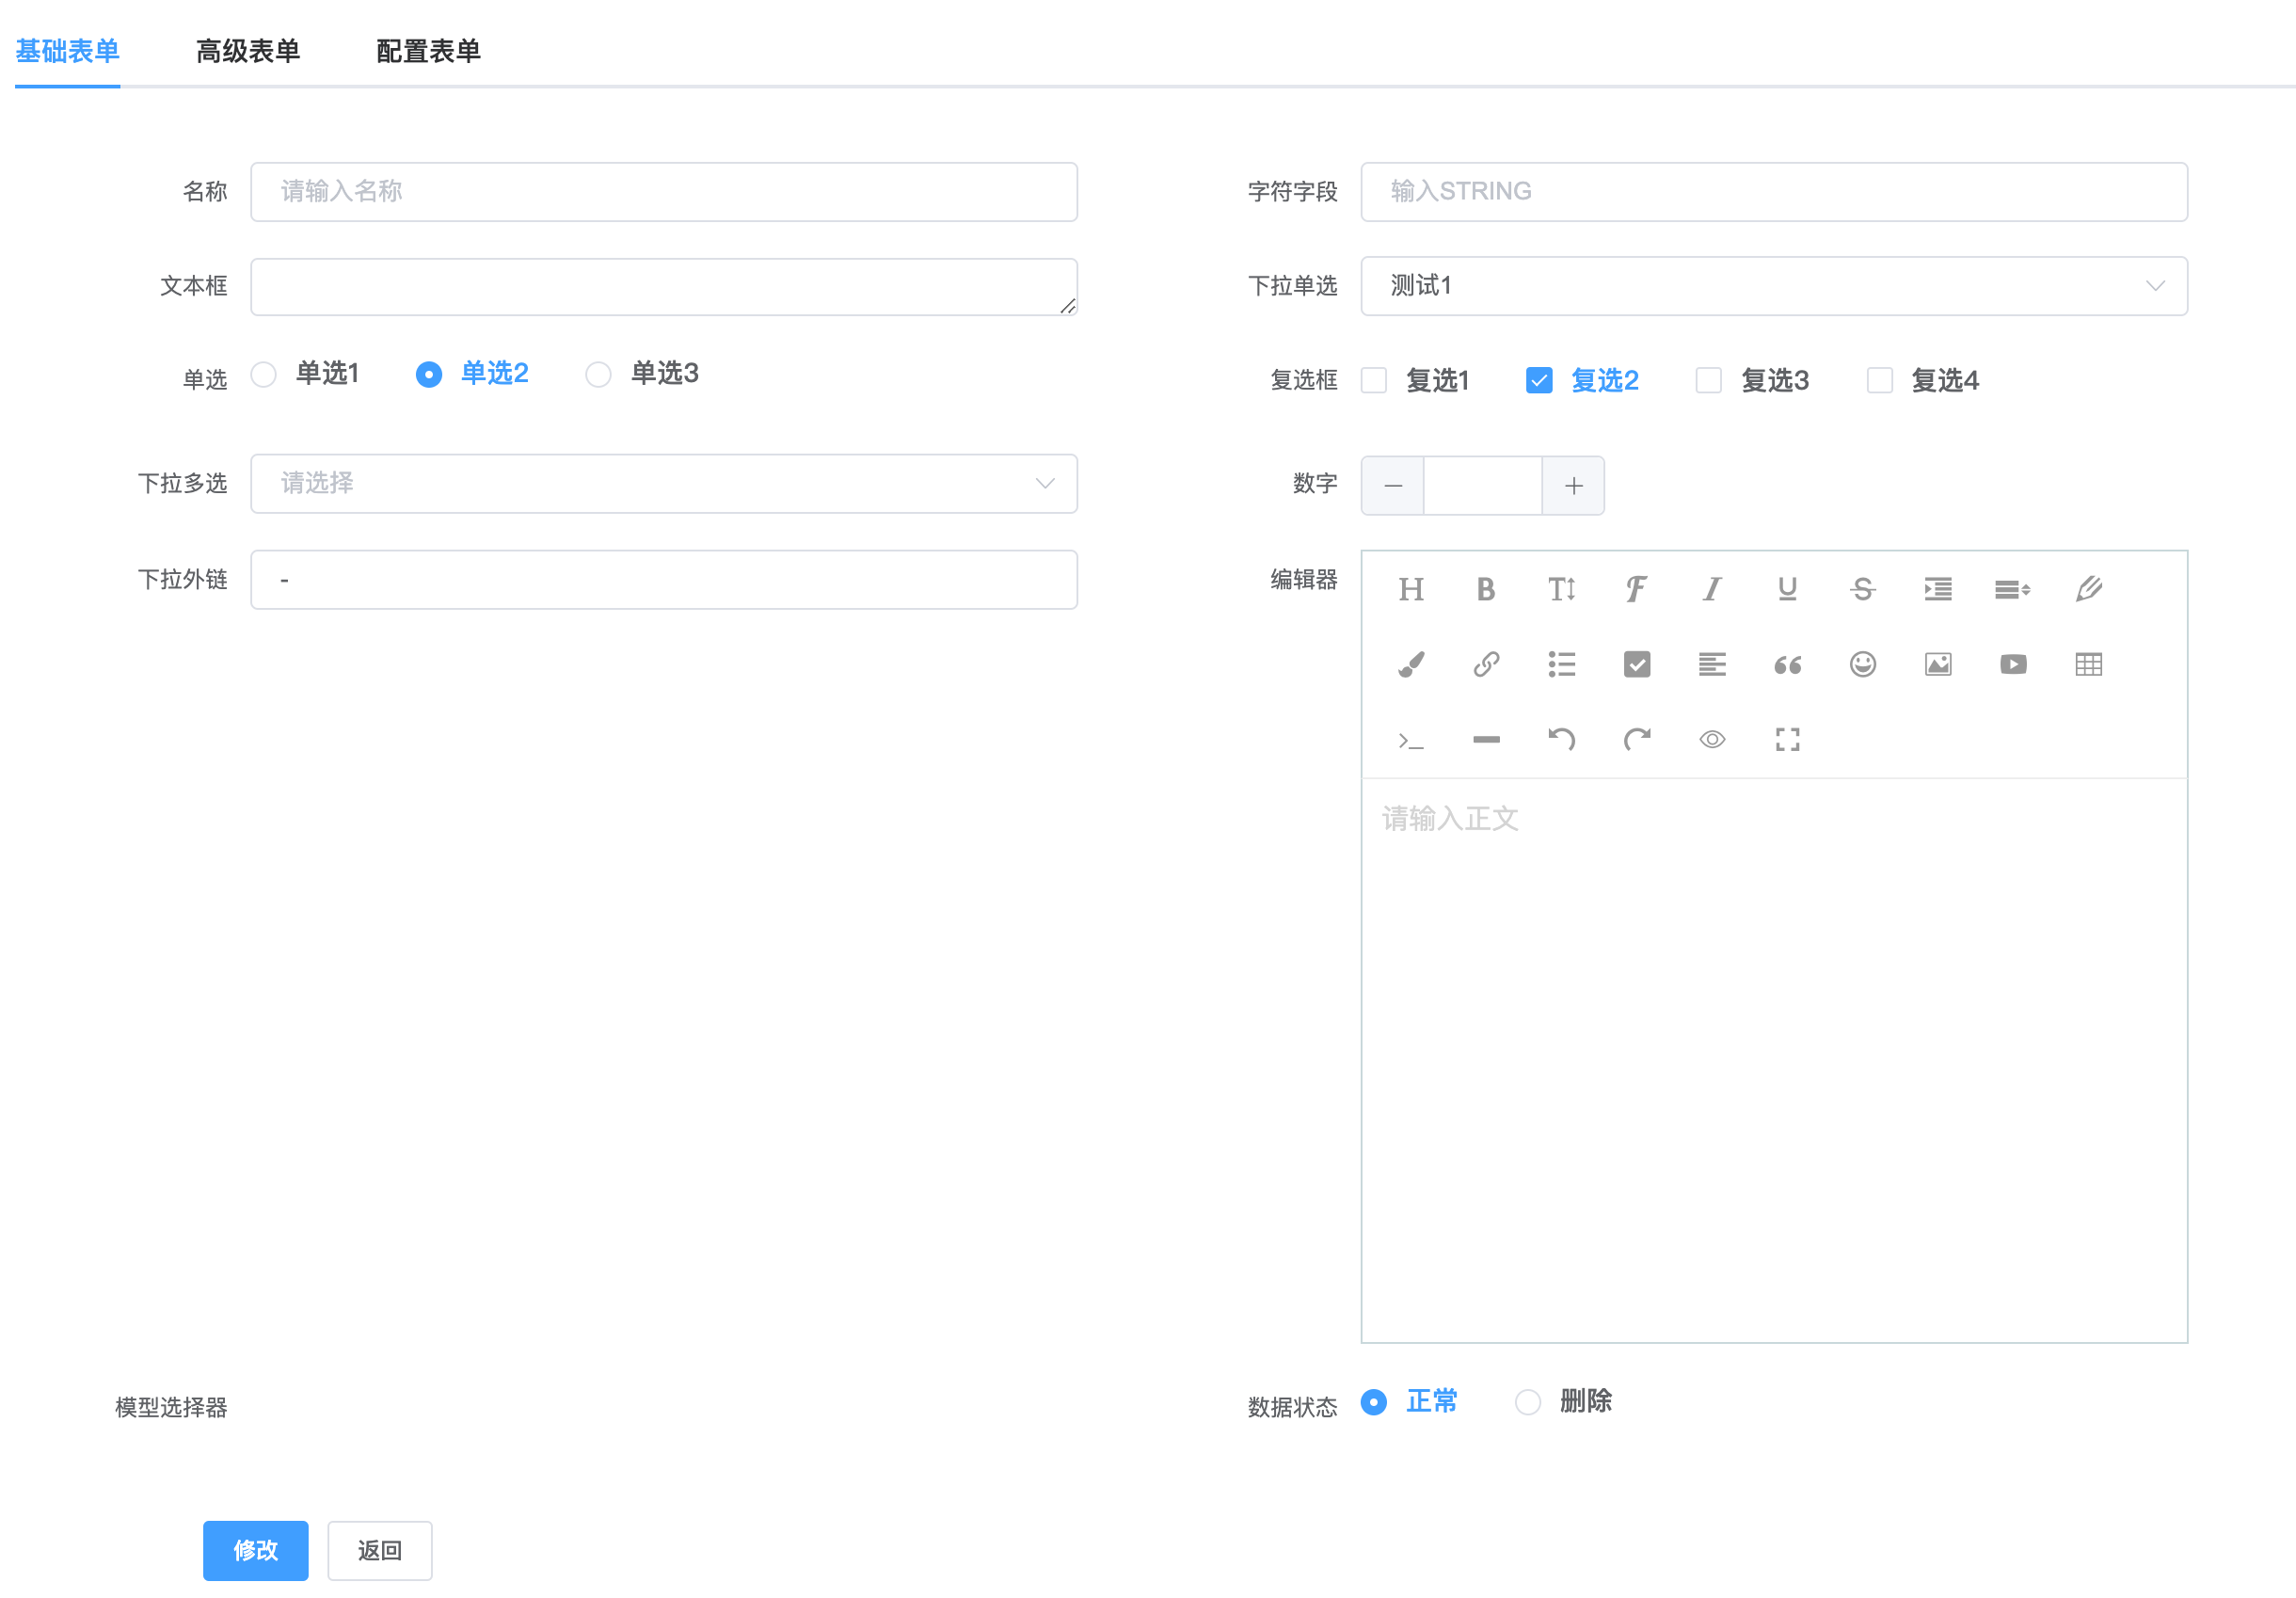 基础表单 高级表单 配置表单
名称 请输入名称 字符字段 输入STRING
文本框 下拉单选 测试1
单选 单选1 单选2 单选3 复选框 复选1 复选2 复选3 复选4
下拉多选 请选择 数字
下拉外链 - 编辑器
请输入正文
模型选择器 数据状态 正常 删除
修改 返回